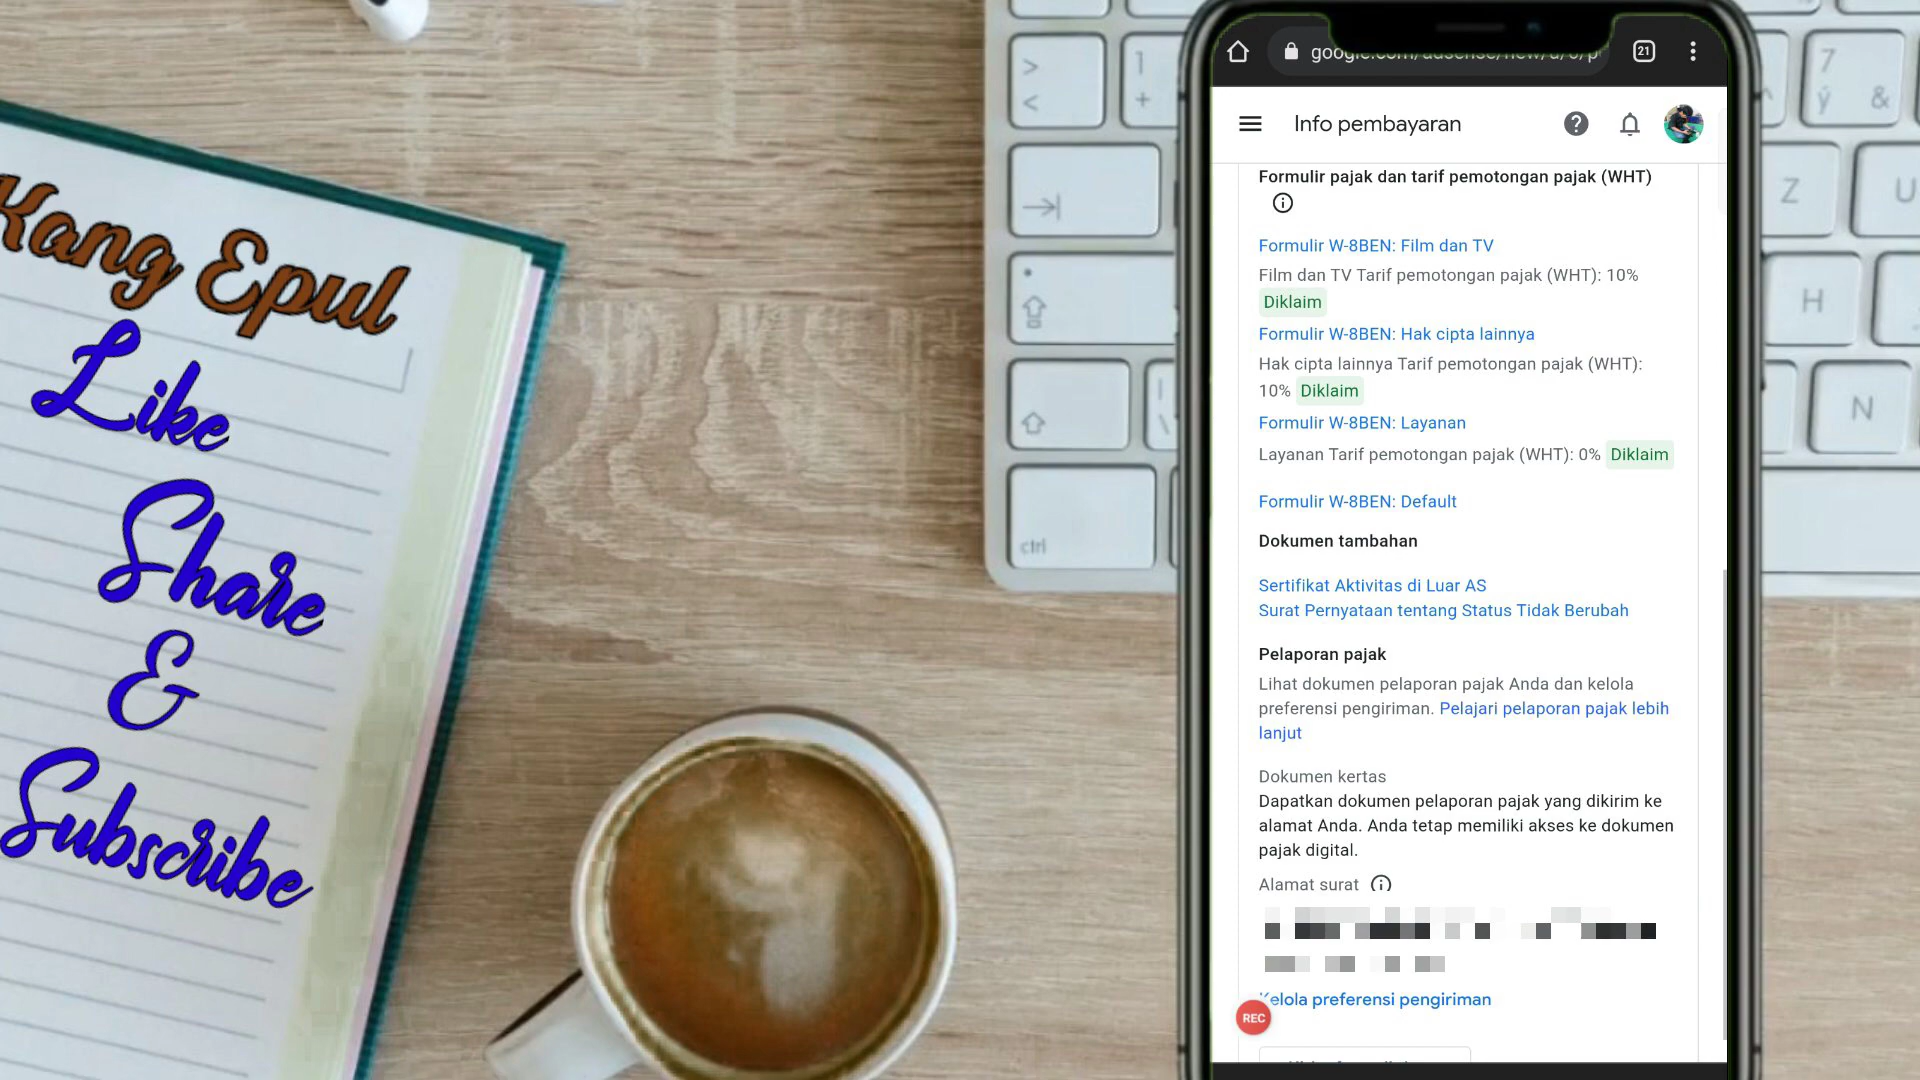 Kang Epul
Like
Share
&
Subscribe
>
<
1
+
ctrl
7
ý
&
Z
U
H
N
21
Info pembayaran
Formulir pajak dan tarif pemotongan pajak (WHT)
Formulir W-8BEN: Film dan TV
Film dan TV Tarif pemotongan pajak (WHT): 10%
Diklaim
Formulir W-8BEN: Hak cipta lainnya
Hak cipta lainnya Tarif pemotongan pajak (WHT):
10% Diklaim
Formulir W-8BEN: Layanan
Layanan Tarif pemotongan pajak (WHT): 0% Diklaim
Formulir W-8BEN: Default
Dokumen tambahan
Sertifikat Aktivitas di Luar AS
Surat Pernyataan tentang Status Tidak Berubah
Pelaporan pajak
Lihat dokumen pelaporan pajak Anda dan kelola
preferensi pengiriman. Pelajari pelaporan pajak lebih
lanjut
Dokumen kertas
Dapatkan dokumen pelaporan pajak yang dikirim ke
alamat Anda. Anda tetap memiliki akses ke dokumen
pajak digital.
Alamat surat
Kelola preferensi pengiriman
REC